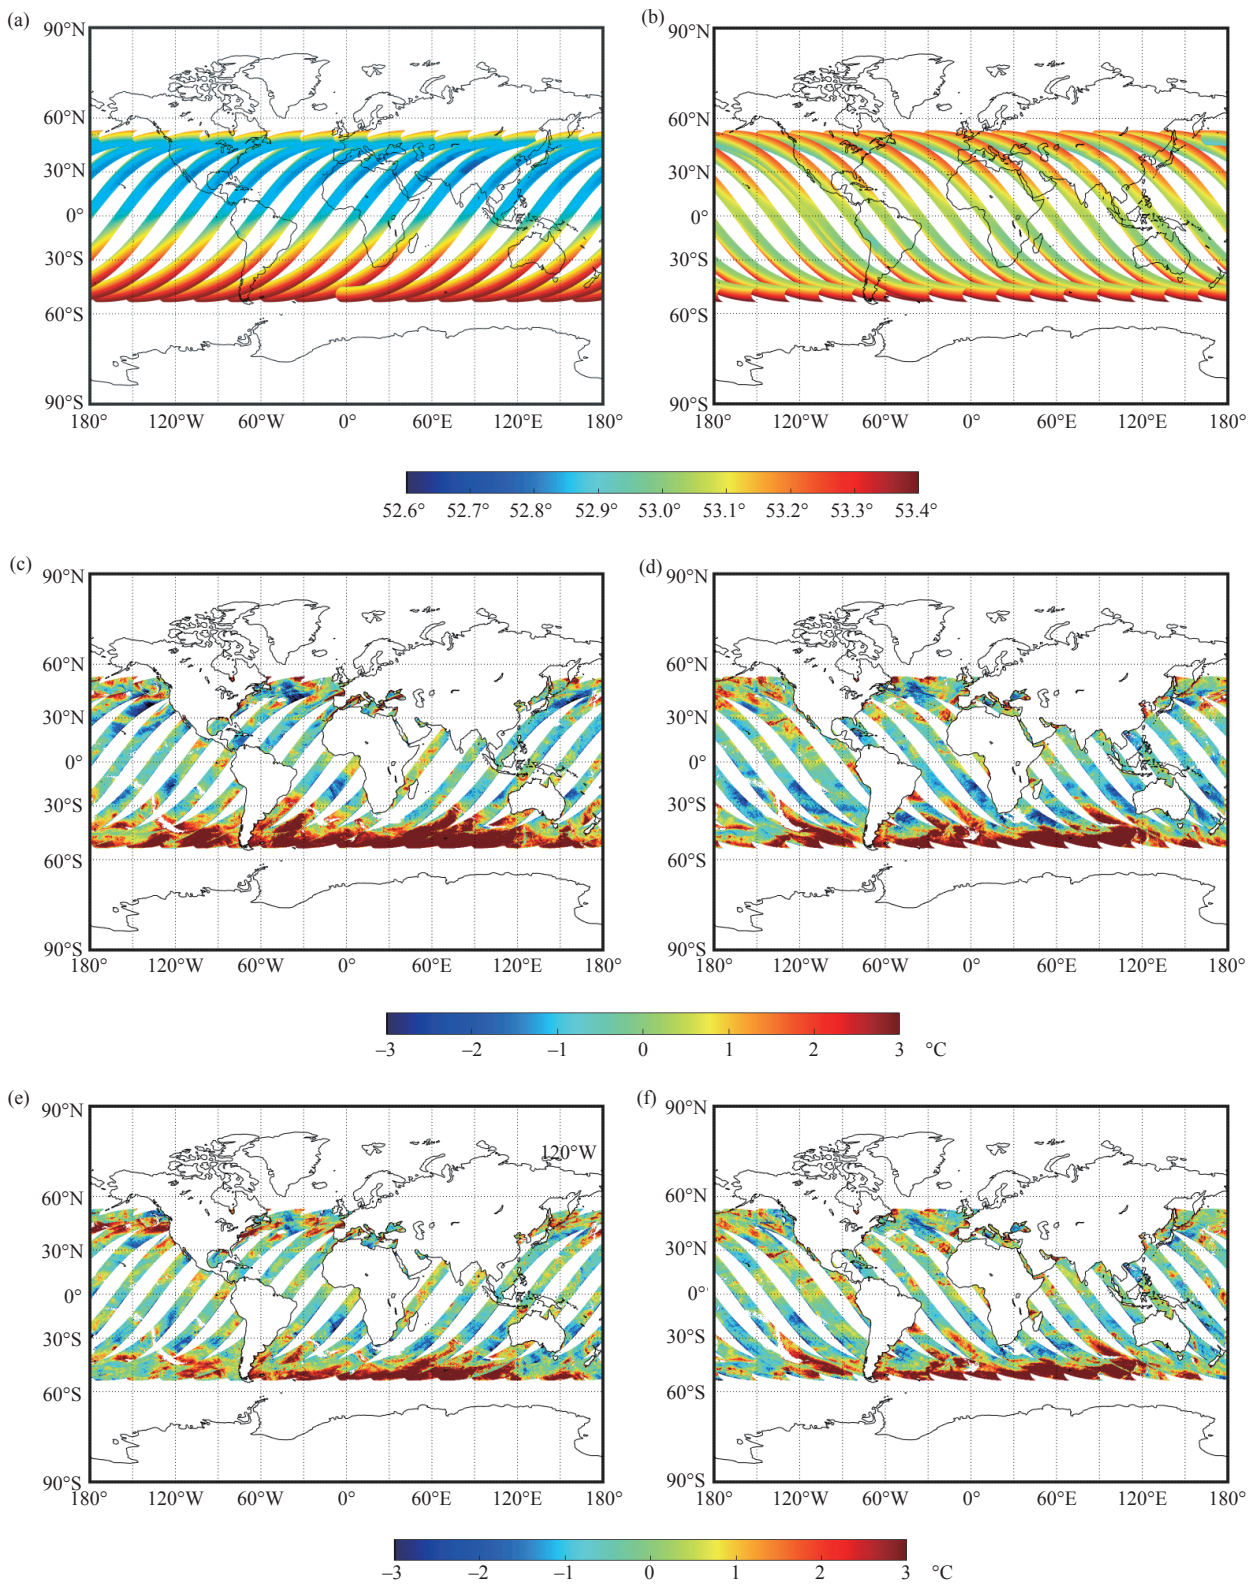 (a)
(b)
90°N
60°N
30°N
0°
30°S
60°S
90°S
180°
120°W
60°W
0°
60°E
120°E
180°
90°N
60°N
30°N
0°
30°S
60°S
90°S
180°
120°W
60°W
0°
60°E
120°E
180°
52.6°
52.7°
52.8°
52.9°
53.0°
53.1°
53.2°
53.3°
53.4°
(c)
(d)
90°N
60°N
30°N
0°
30°S
60°S
90°S
180°
120°W
60°W
0°
60°E
120°E
180°
90°N
60°N
30°N
0°
30°S
60°S
90°S
180°
120°W
60°W
0°
60°E
120°E
180°
–3
–2
–1
0
1
2
3
°C
(e)
(f)
90°N
60°N
30°N
0°
30°S
60°S
90°S
120°W
180°
120°W
60°W
0°
60°E
120°E
180°
90°N
60°N
30°N
0°
30°S
60°S
90°S
180°
120°W
60°W
0°
60°E
120°E
180°
–3
–2
–1
0
1
2
3
°C